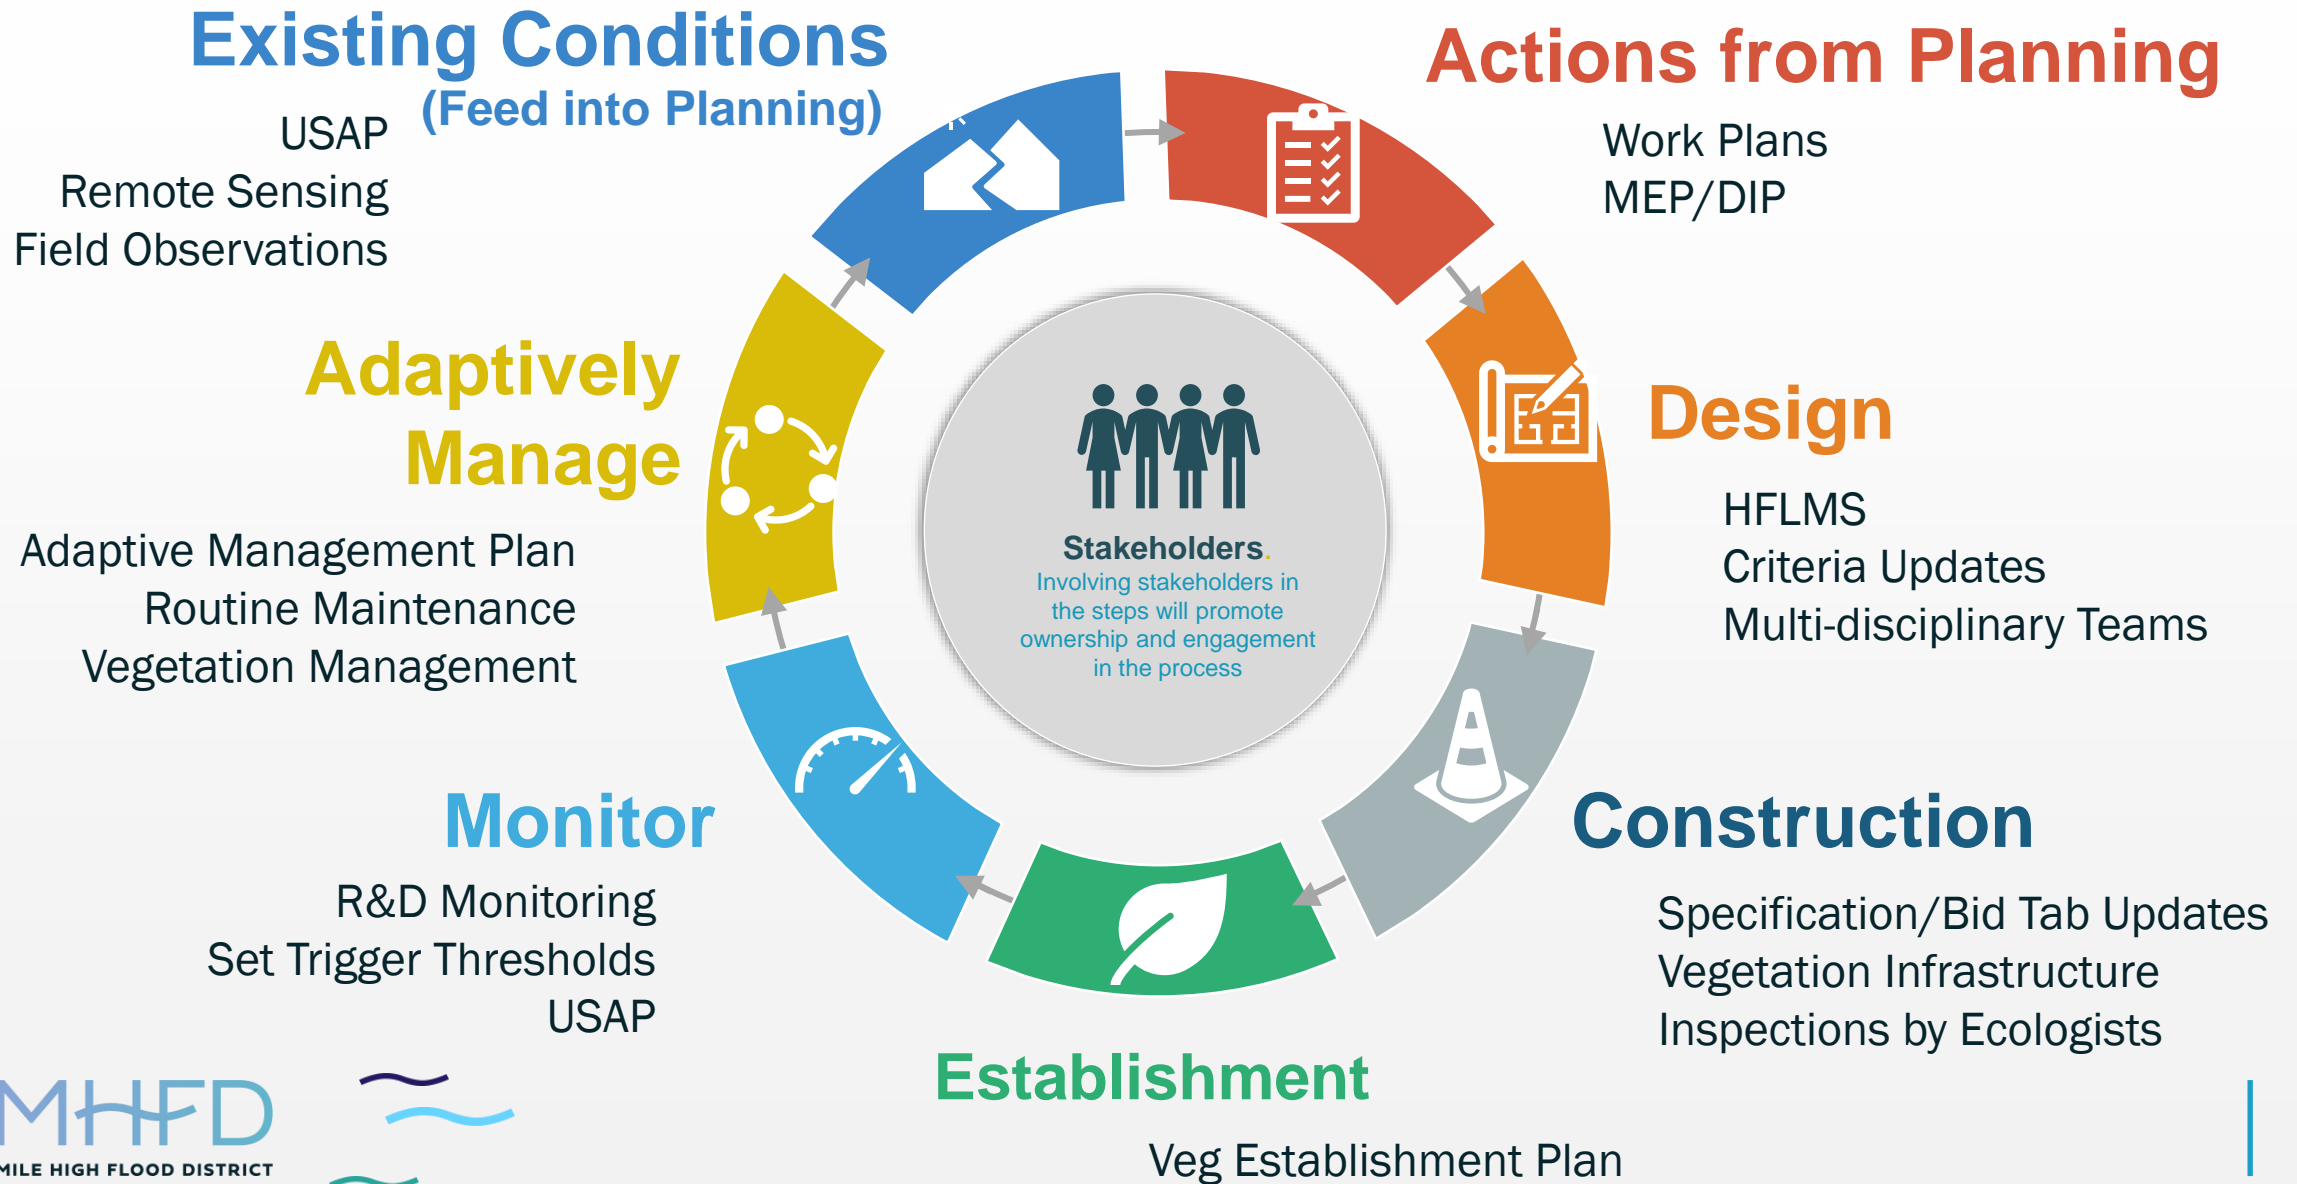 Existing Conditions
(Feed into Planning)
USAP
Remote Sensing
Field Observations
Actions from Planning
Work Plans
MEP/DIP
Design
HFLMS
Criteria Updates
Multi-disciplinary Teams
Construction
Specification/Bid Tab Updates
Vegetation Infrastructure
Inspections by Ecologists
Establishment
Veg Establishment Plan
Monitor
R&D Monitoring
Set Trigger Thresholds
USAP
Adaptively
Manage
Adaptive Management Plan
Routine Maintenance
Vegetation Management
Stakeholders.
Involving stakeholders in
the steps will promote
ownership and engagement
in the process
MHFD
MILE HIGH FLOOD DISTRICT